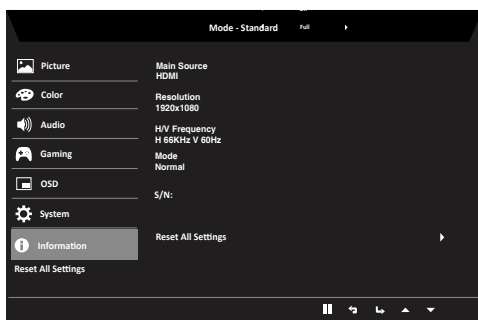 Mode - Standard Full
Picture
Color
Audio
Gaming
OSD
System
Information
Reset All Settings
Main Source
HDMI
Resolution
1920x1080
H/V Frequency
H 66KHz V 60Hz
Mode
Normal
S/N:
Reset All Settings